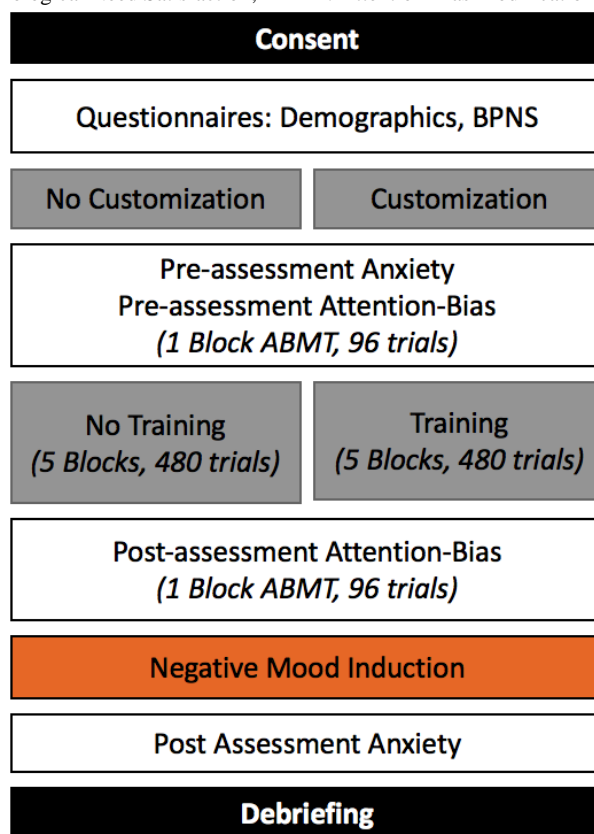 Consent
Questionnaires: Demographics, BPNS
No Customization
Customization
Pre-assessment Anxiety
Pre-assessment Attention-Bias
(1 Block ABMT, 96 trials)
No Training
(5 Blocks, 480 trials)
Training
(5 Blocks, 480 trials)
Post-assessment Attention-Bias
(1 Block ABMT, 96 trials)
Negative Mood Induction
Post Assessment Anxiety
Debriefing